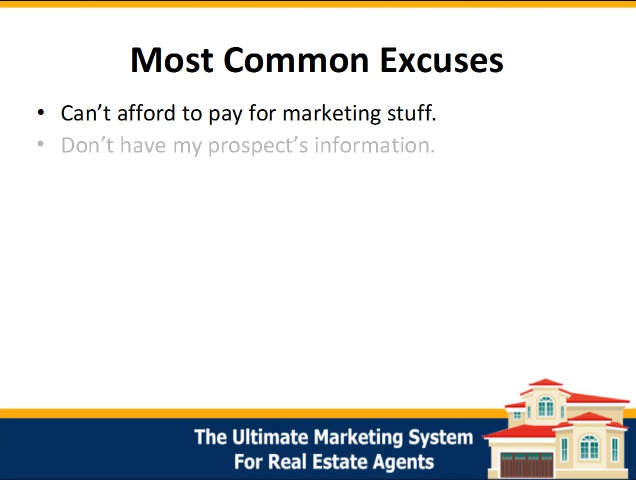 Most Common Excuses
• Can’t afford to pay for marketing stuff.
• Don’t have my prospect’s information.
The Ultimate Marketing System
For Real Estate Agents